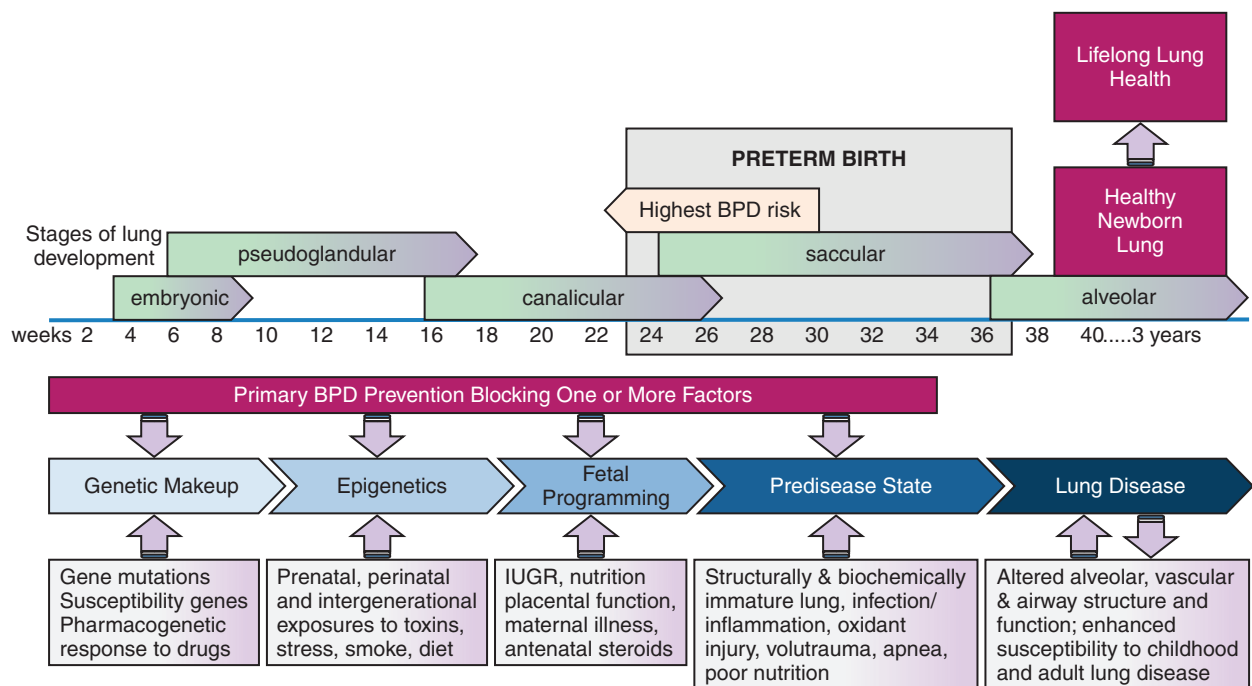 Lifelong Lung
Health
PRETERM BIRTH
Healthy
Newborn
Lung
Highest BPD risk
Stages of lung
development
pseudoglandular
saccular
embryonic
canalicular
alveolar
weeks 2 4 6 8 10 12 14 16 18 20 22 24 26 28 30 32 34 36 38 40.....3 years
Primary BPD Prevention Blocking One or More Factors
Genetic Makeup
Epigenetics
Fetal
Programming
Predisease State
Lung Disease
Gene mutations
Susceptibility genes
Pharmacogenetic
response to drugs
Prenatal, perinatal
and intergenerational
exposures to toxins,
stress, smoke, diet
IUGR, nutrition
placental function,
maternal illness,
antenatal steroids
Structurally & biochemically
immature lung, infection/
inflammation, oxidant
injury, volutrauma, apnea,
poor nutrition
Altered alveolar, vascular
& airway structure and
function; enhanced
susceptibility to childhood
and adult lung disease